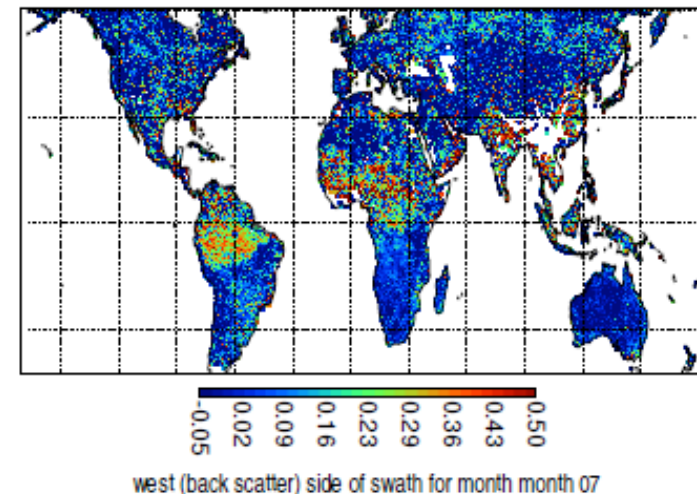 -0.05 0.02 0.09 0.16 0.23 0.29 0.36 0.43 0.50
west (back scatter) side of swath for month month 07